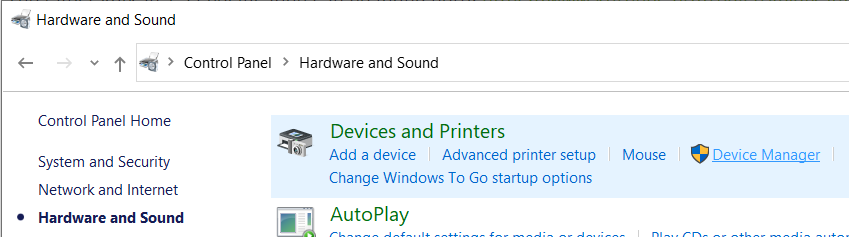 Hardware and Sound
Control Panel Hardware and Sound
Control Panel Home
System and Security
Network and Internet
Hardware and Sound
Devices and Printers
Add a device Advanced printer setup Mouse Device Manager
Change Windows To Go startup options
AutoPlay
Change default settings for media or devices Play CDs or other media